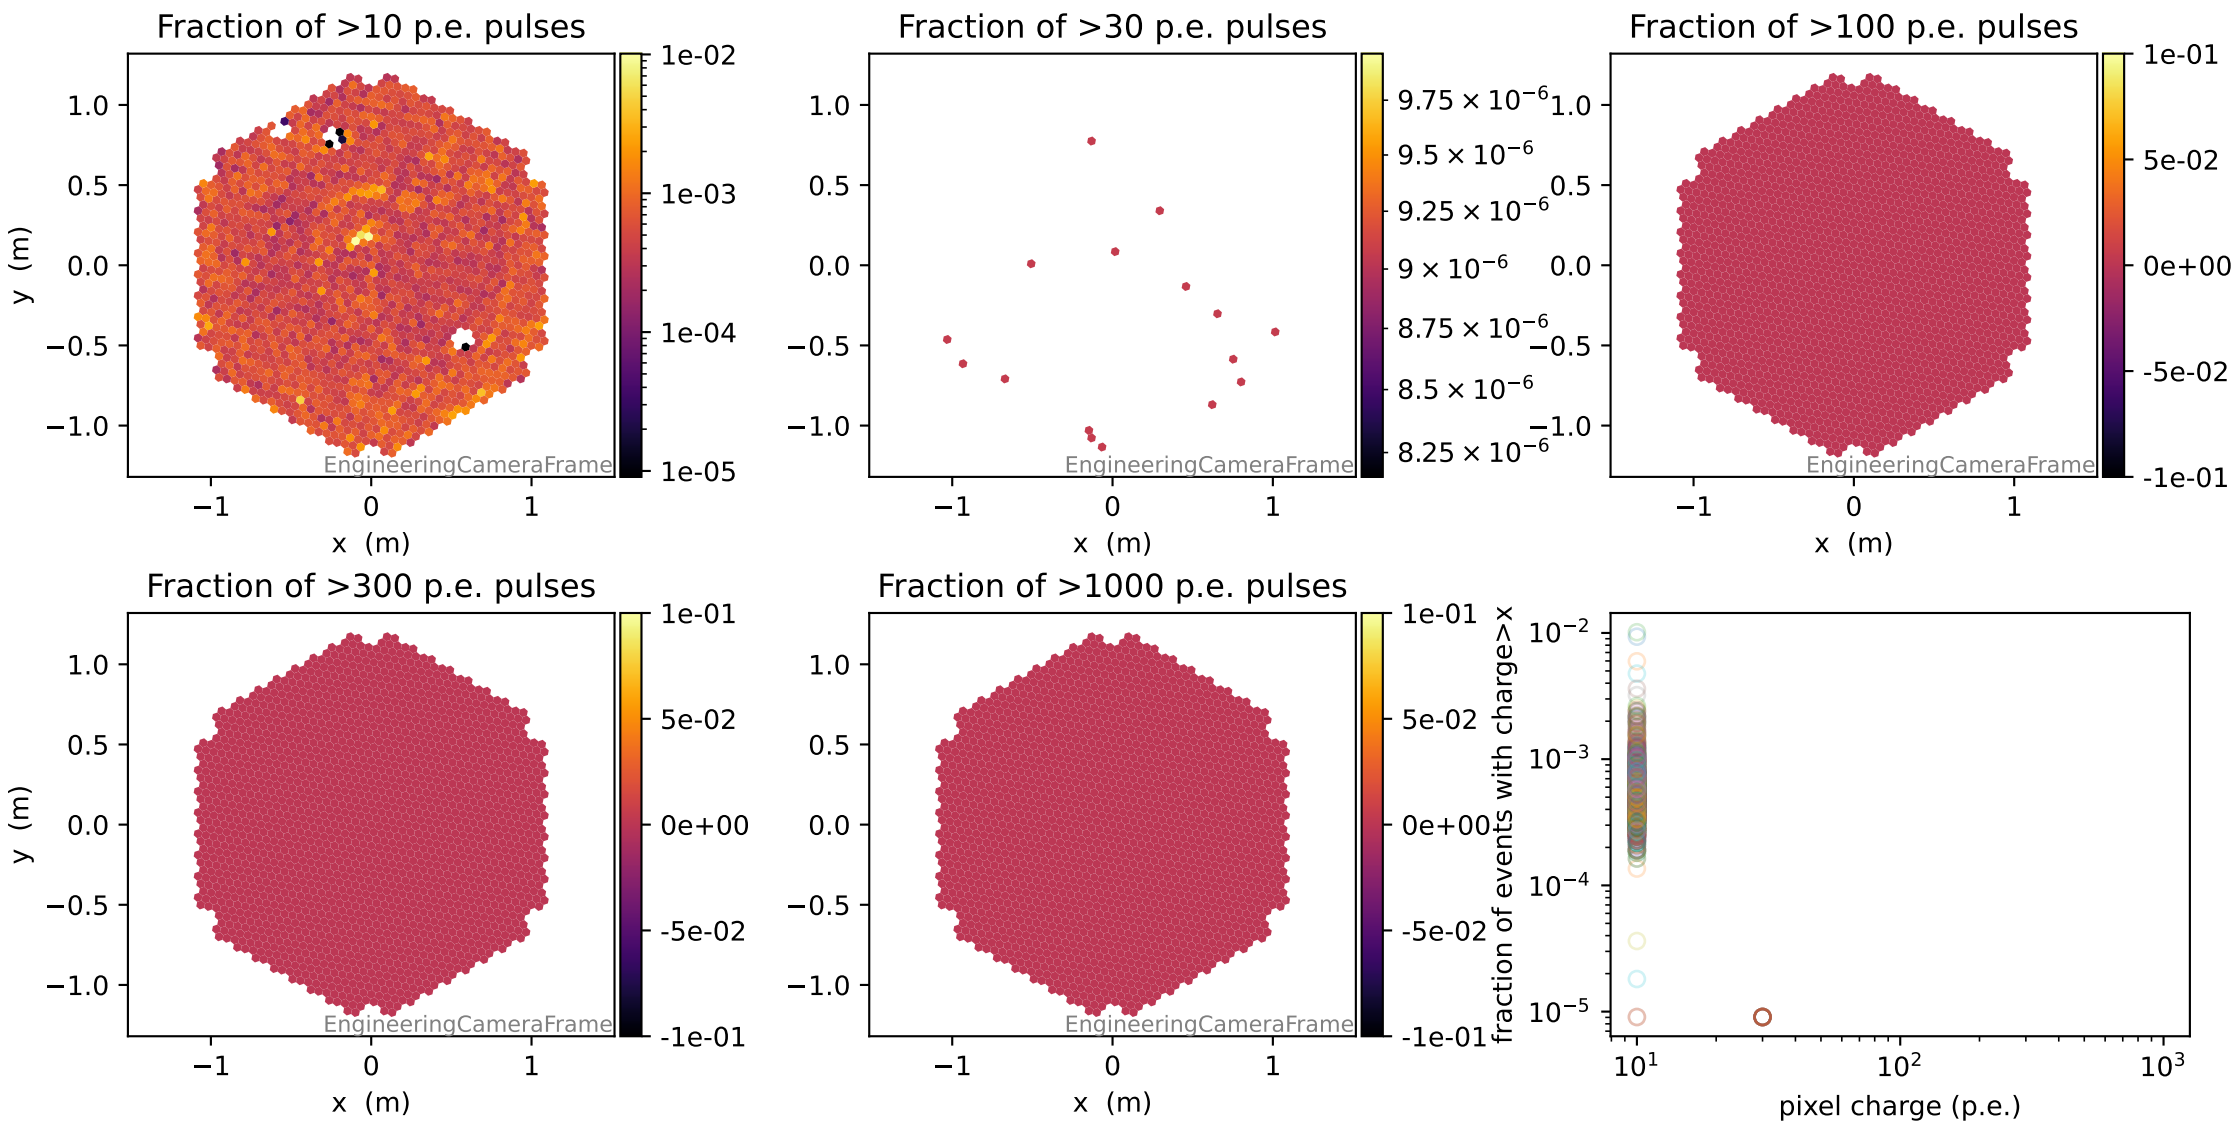 Fraction of >10 p.e. pulses
1.0
0.5
0.0
−0.5
−1.0
y (m)
−1
0
1
x (m)
EngineeringCameraFrame
1e-02
1e-03
1e-04
1e-05
Fraction of >30 p.e. pulses
1.0
0.5
0.0
−0.5
−1.0
−1
0
1
x (m)
EngineeringCameraFrame
9.75 × 10⁻⁶
9.5 × 10⁻⁶
9.25 × 10⁻⁶
9 × 10⁻⁶
8.75 × 10⁻⁶
8.5 × 10⁻⁶
8.25 × 10⁻⁶
Fraction of >100 p.e. pulses
1.0
0.5
0.0
−0.5
−1.0
−1
0
1
x (m)
EngineeringCameraFrame
1e-01
5e-02
0e+00
-5e-02
-1e-01
Fraction of >300 p.e. pulses
1.0
0.5
0.0
−0.5
−1.0
y (m)
−1
0
1
x (m)
EngineeringCameraFrame
1e-01
5e-02
0e+00
-5e-02
-1e-01
Fraction of >1000 p.e. pulses
1.0
0.5
0.0
−0.5
−1.0
−1
0
1
x (m)
EngineeringCameraFrame
1e-01
5e-02
0e+00
-5e-02
-1e-01
fraction of events with charge>x
10⁻²
10⁻³
10⁻⁴
10⁻⁵
10¹
10²
10³
pixel charge (p.e.)